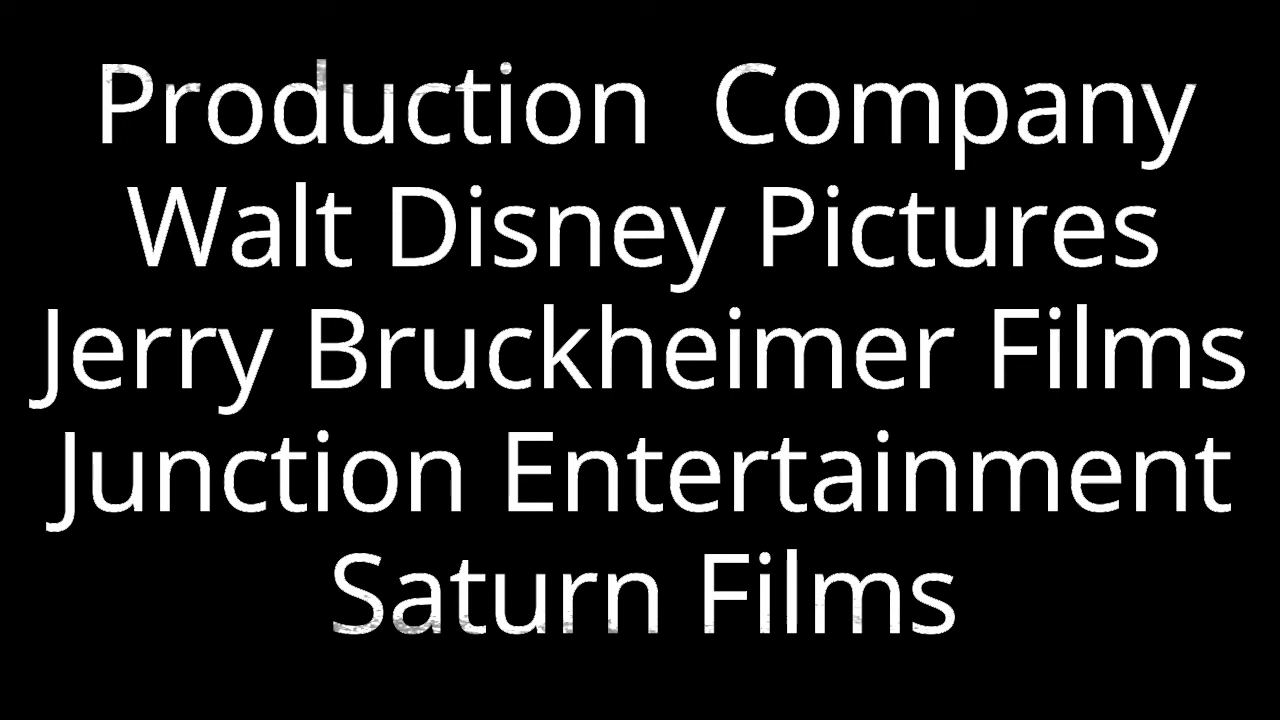 Production  Company
Walt Disney Pictures
Jerry Bruckheimer Films
Junction Entertainment
Saturn Films